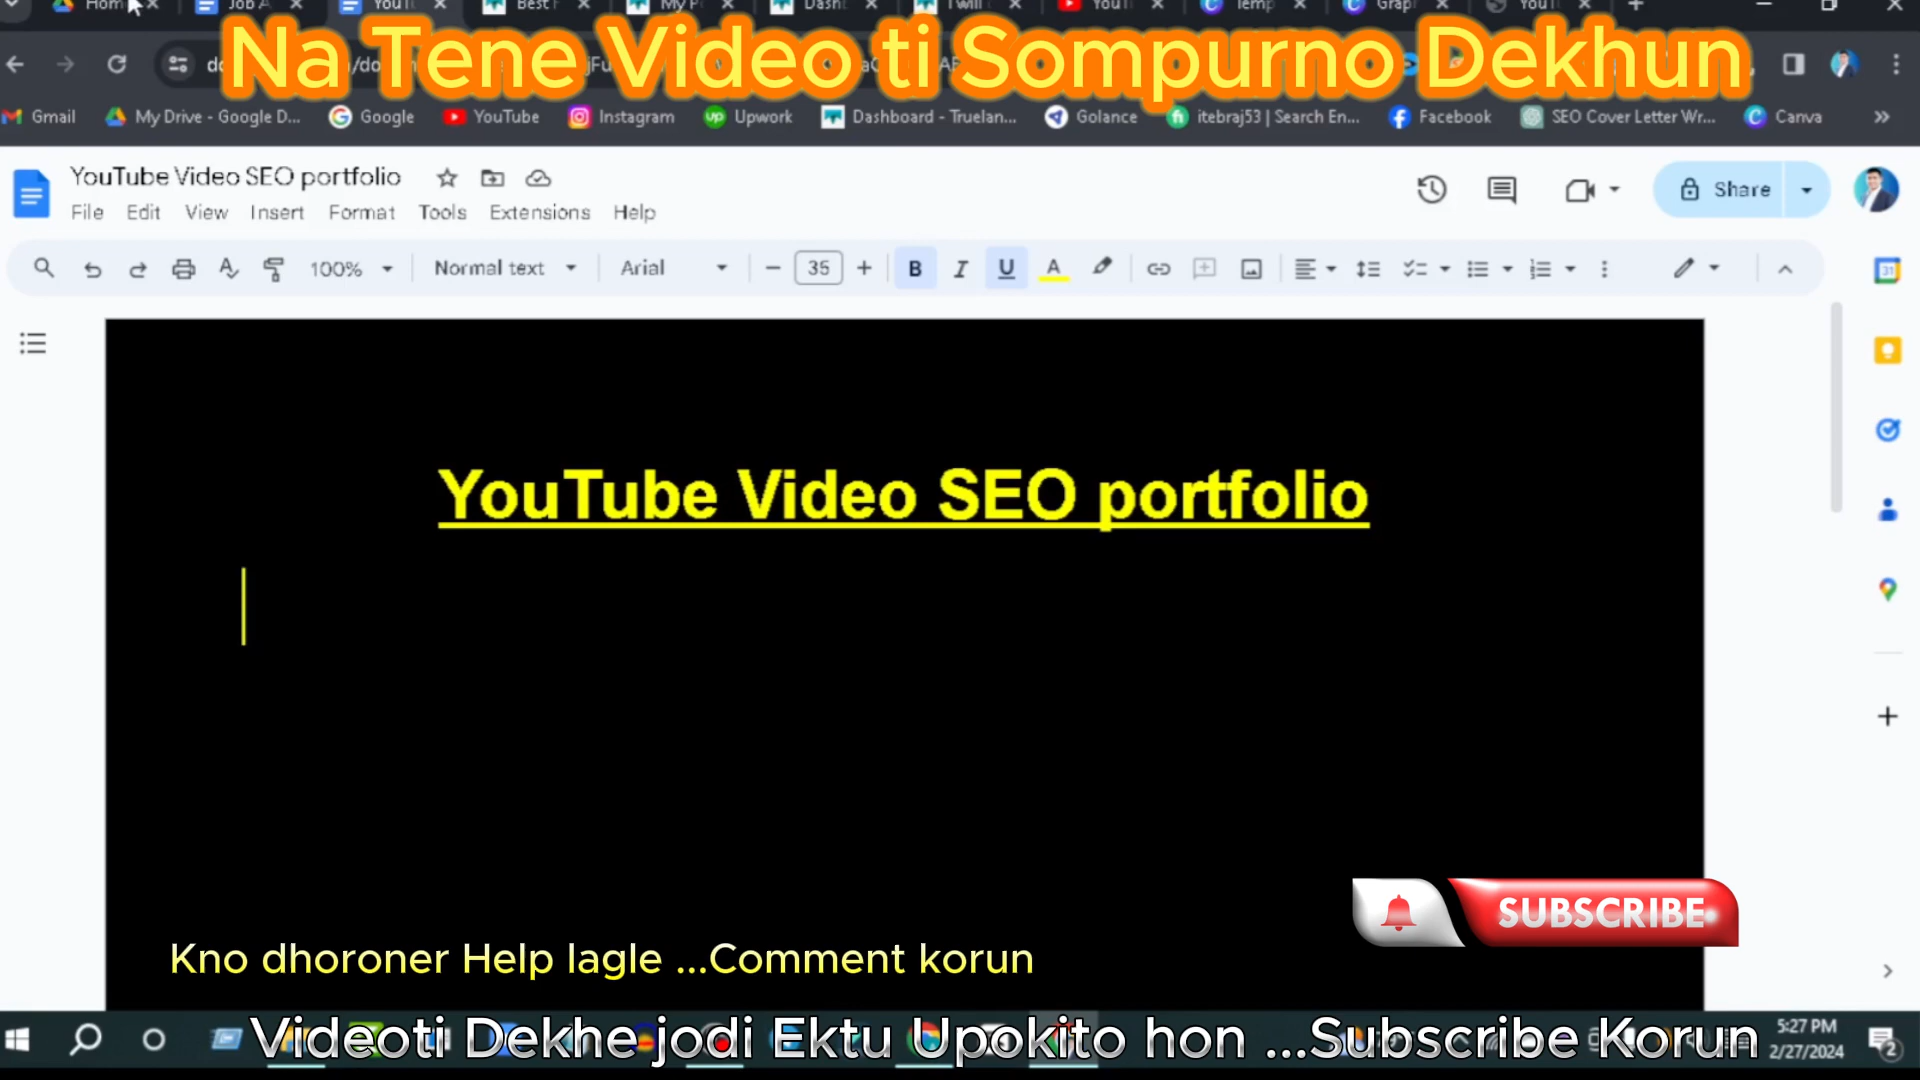 Na Tene Video ti Sompurno Dekhun
Gmail My Drive - Google D... Google YouTube Instagram Upwork Dashboard - Truelan... Golance itebraj53 | Search En... Facebook SEO Cover Letter Wr... Canva
YouTube Video SEO portfolio
File Edit View Insert Format Tools Extensions Help
Share
100% Normal text Arial 35 B I U A
YouTube Video SEO portfolio
SUBSCRIBE
Kno dhoroner Help lagle ...Comment korun
Videoti Dekhe jodi Ektu Upokito hon ...Subscribe Korun
5:27 PM
2/27/2024
2